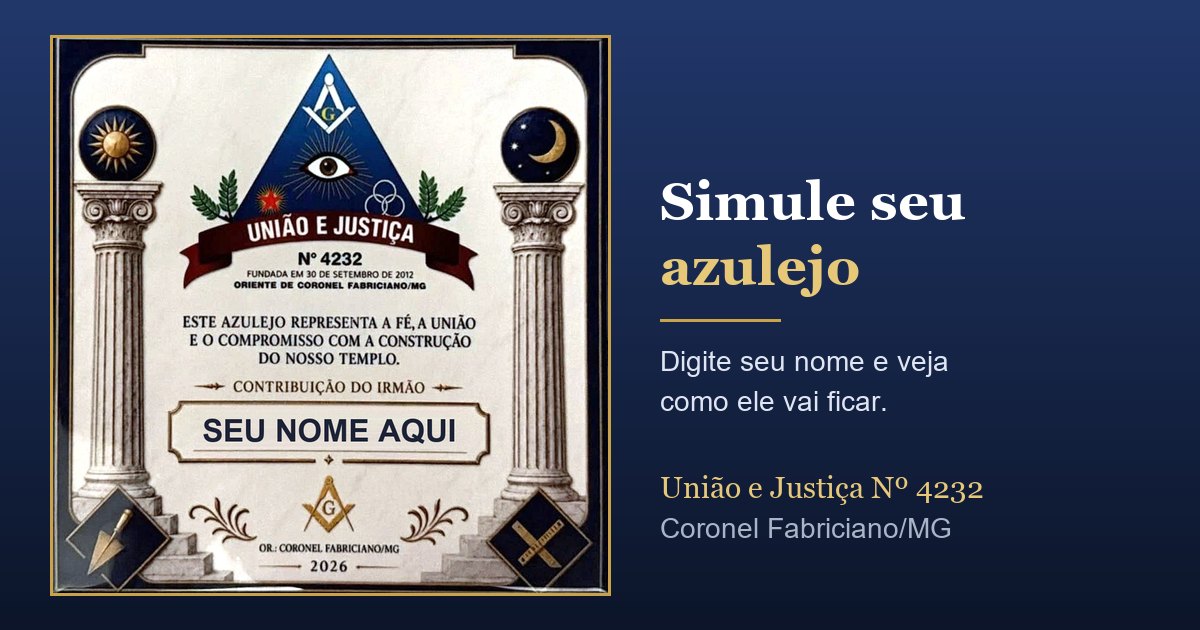 G
UNIÃO E JUSTIÇA
Nº 4232
FUNDADA EM 30 DE SETEMBRO DE 2012
ORIENTE DE CORONEL FABRICIANO/MG
ESTE AZULEJO REPRESENTA A FÉ, A UNIÃO
E O COMPROMISSO COM A CONSTRUÇÃO
DO NOSSO TEMPLO.
CONTRIBUIÇÃO DO IRMÃO
SEU NOME AQUI
G
OR.: CORONEL FABRICIANO/MG
2026
Simule seu
azulejo
Digite seu nome e veja
como ele vai ficar.
União e Justiça Nº 4232
Coronel Fabriciano/MG